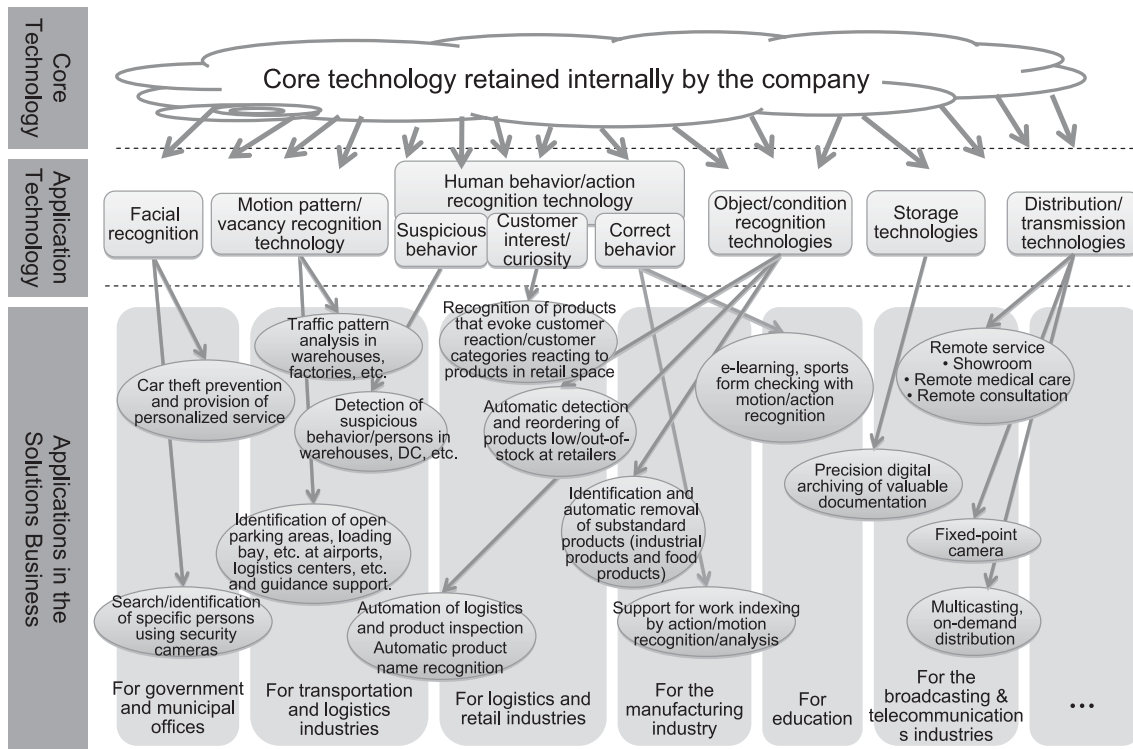 Core
Technology
Core technology retained internally by the company
Application
Technology
Facial
recognition
Motion pattern/
vacancy recognition
technology
Human behavior/action
recognition technology
Suspicious
behavior
Customer
interest/
curiosity
Correct
behavior
Object/condition
recognition
technologies
Storage
technologies
Distribution/
transmission
technologies
Applications in the
Solutions Business
Car theft prevention
and provision of
personalized service
Search/identification
of specific persons
using security
cameras
For government
and municipal
offices
Traffic pattern
analysis in
warehouses,
factories, etc.
Detection of
suspicious
behavior/persons in
warehouses, DC, etc.
Identification of open
parking areas, loading
bay, etc. at airports,
logistics centers, etc.
and guidance support.
For transportation
and logistics
industries
Recognition of products
that evoke customer
reaction/customer
categories reacting to
products in retail space
Automatic detection
and reordering of
products low/out-of-
stock at retailers
Automation of logistics
and product inspection
Automatic product
name recognition
For logistics and
retail industries
Identification and
automatic removal
of substandard
products (industrial
products and food
products)
Support for work indexing
by action/motion
recognition/analysis
For the
manufacturing
industry
e-learning, sports
form checking with
motion/action
recognition
For
education
Precision digital
archiving of valuable
documentation
Remote service
• Showroom
• Remote medical care
• Remote consultation
Fixed-point
camera
Multicasting,
on-demand
distribution
For the
broadcasting &
telecommunication
s industries
...